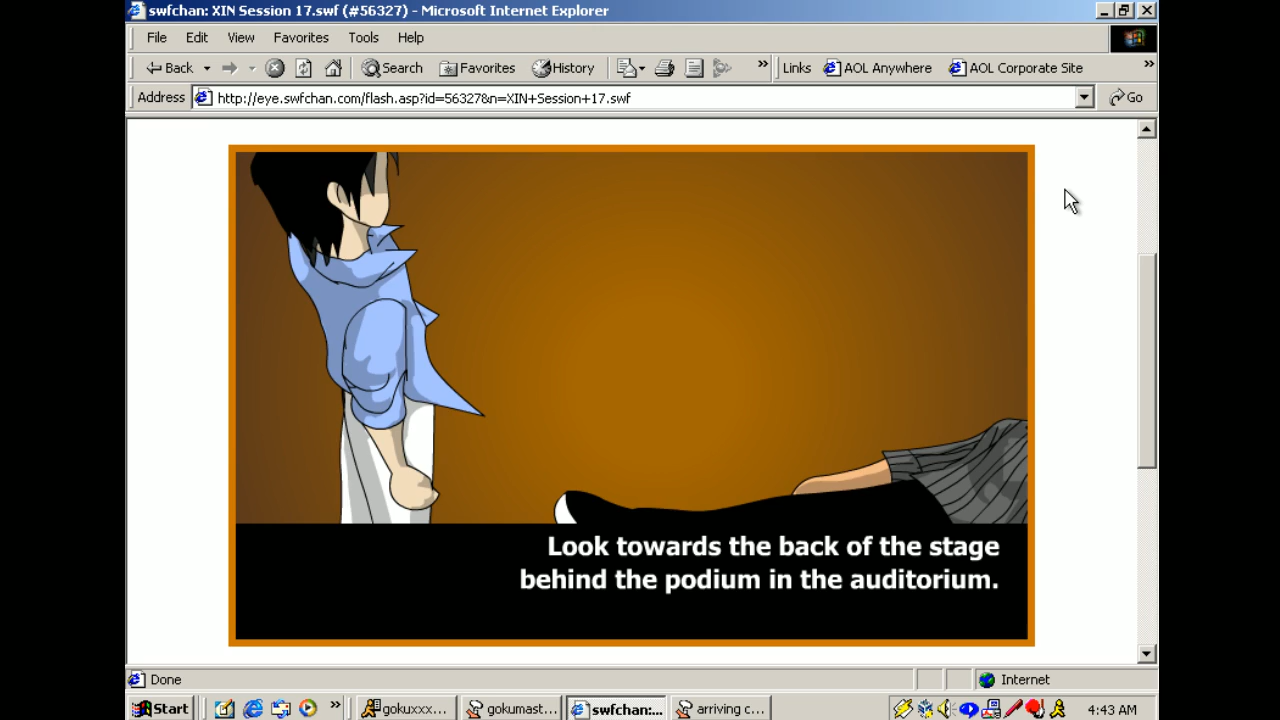 swfchan: XIN Session 17.swf (#56327) - Microsoft Internet Explorer
File Edit View Favorites Tools Help
Back Search Favorites History » Links AOL Anywhere AOL Corporate Site »
Address http://eye.swfchan.com/flash.asp?id=56327&n=XIN+Session+17.swf Go
Look towards the back of the stage
behind the podium in the auditorium.
Done Internet
Start » gokuxxx... gokumast... swfchan:... arriving c... 4:43 AM